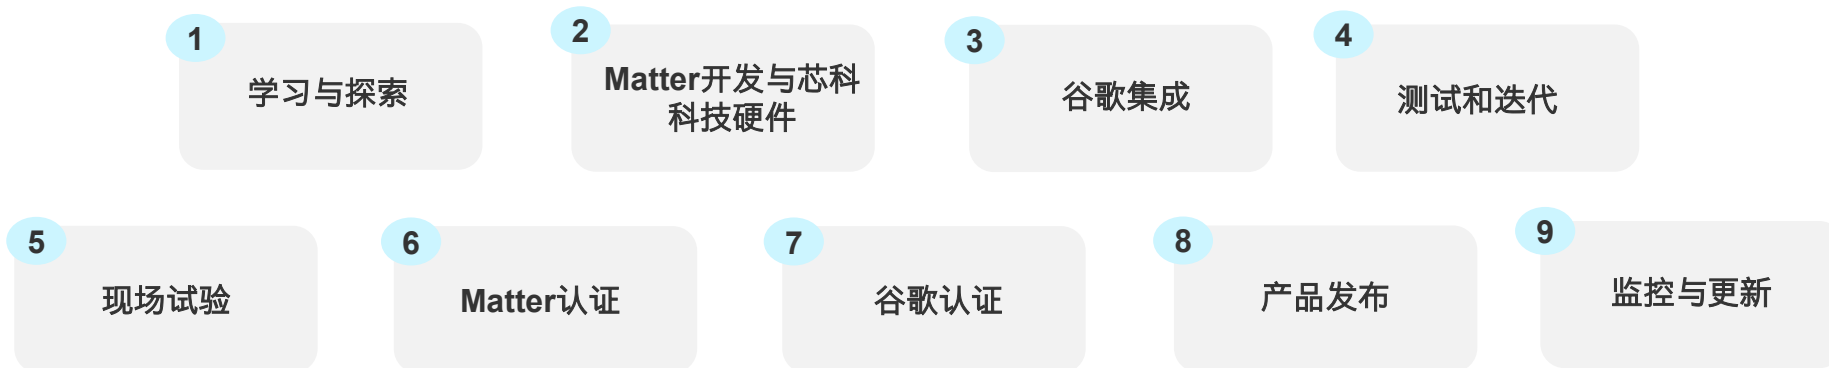 1
学习与探索
2
Matter开发与芯科
科技硬件
3
谷歌集成
4
测试和迭代
5
现场试验
6
Matter认证
7
谷歌认证
8
产品发布
9
监控与更新